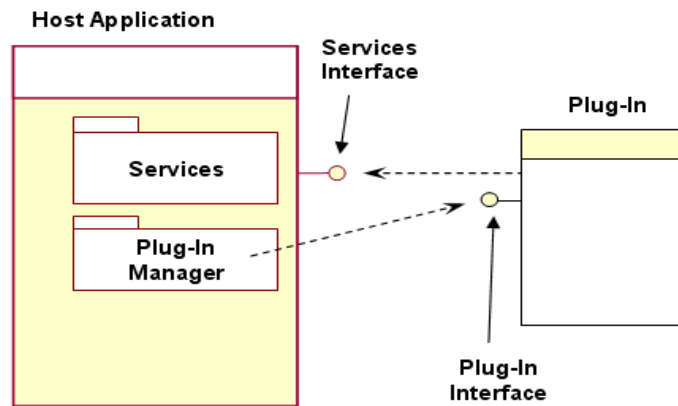 Host Application
Services
Interface
Plug-In
Services
Plug-In
Manager
Plug-In
Interface